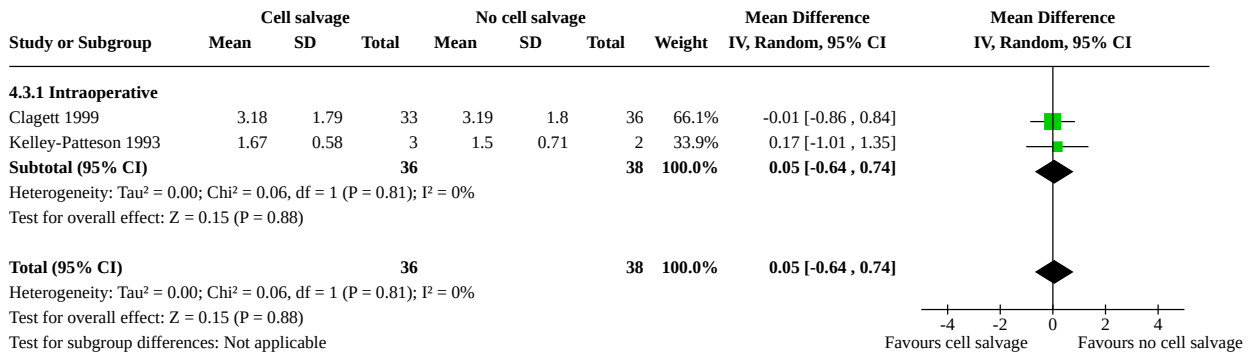 Cell salvage No cell salvage Mean Difference Mean Difference
Study or Subgroup Mean SD Total Mean SD Total Weight IV, Random, 95% CI IV, Random, 95% CI
4.3.1 Intraoperative
Clagett 1999 3.18 1.79 33 3.19 1.8 36 66.1% -0.01 [-0.86 , 0.84]
Kelley-Patteson 1993 1.67 0.58 3 1.5 0.71 2 33.9% 0.17 [-1.01 , 1.35]
Subtotal (95% CI) 36 38 100.0% 0.05 [-0.64 , 0.74]
Heterogeneity: Tau² = 0.00; Chi² = 0.06, df = 1 (P = 0.81); I² = 0%
Test for overall effect: Z = 0.15 (P = 0.88)
Total (95% CI) 36 38 100.0% 0.05 [-0.64 , 0.74]
Heterogeneity: Tau² = 0.00; Chi² = 0.06, df = 1 (P = 0.81); I² = 0%
Test for overall effect: Z = 0.15 (P = 0.88)
-4 -2 0 2 4
Test for subgroup differences: Not applicable Favours cell salvage Favours no cell salvage